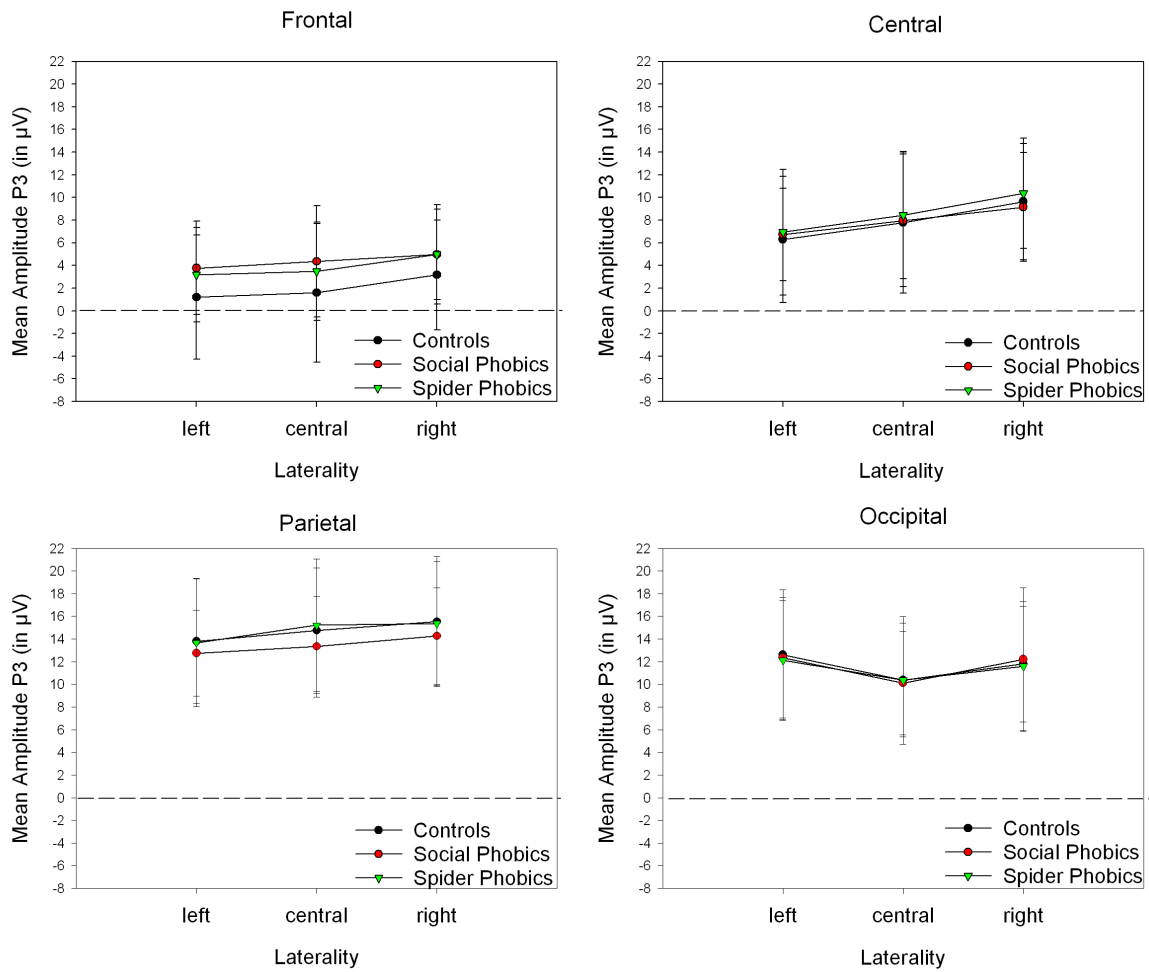 Frontal
Mean Amplitude P3 (in µV)
22
20
18
16
14
12
10
8
6
4
2
0
-2
-4
-6
-8
Controls
Social Phobics
Spider Phobics
left central right
Laterality
Central
Mean Amplitude P3 (in µV)
22
20
18
16
14
12
10
8
6
4
2
0
-2
-4
-6
-8
Controls
Social Phobics
Spider Phobics
left central right
Laterality
Parietal
Mean Amplitude P3 (in µV)
22
20
18
16
14
12
10
8
6
4
2
0
-2
-4
-6
-8
Controls
Social Phobics
Spider Phobics
left central right
Laterality
Occipital
Mean Amplitude P3 (in µV)
22
20
18
16
14
12
10
8
6
4
2
0
-2
-4
-6
-8
Controls
Social Phobics
Spider Phobics
left central right
Laterality